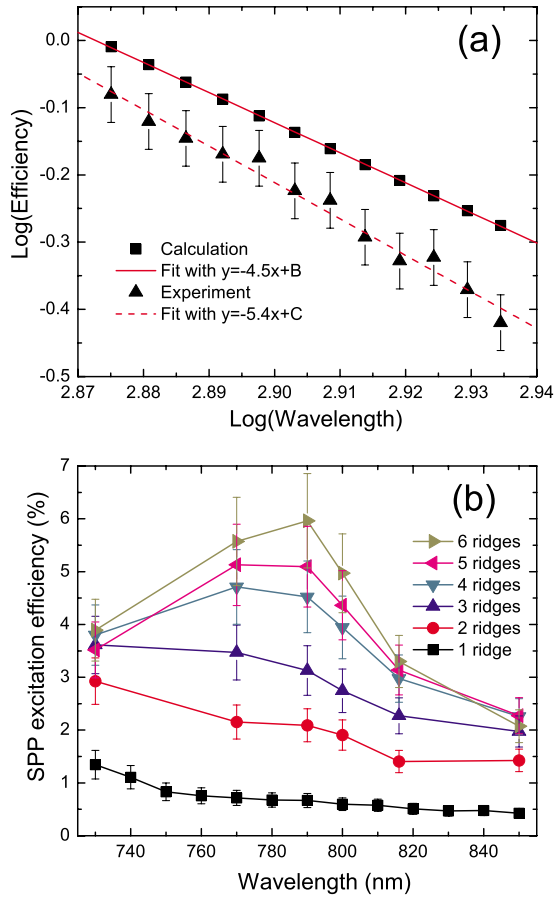 (a)
0.0
-0.1
-0.2
-0.3
-0.4
-0.5
Log(Efficiency)
Calculation
Fit with y=-4.5x+B
Experiment
Fit with y=-5.4x+C
2.87 2.88 2.89 2.90 2.91 2.92 2.93 2.94
Log(Wavelength)
(b)
7
6
5
4
3
2
1
0
SPP excitation efficiency (%)
6 ridges
5 ridges
4 ridges
3 ridges
2 ridges
1 ridge
740 760 780 800 820 840
Wavelength (nm)